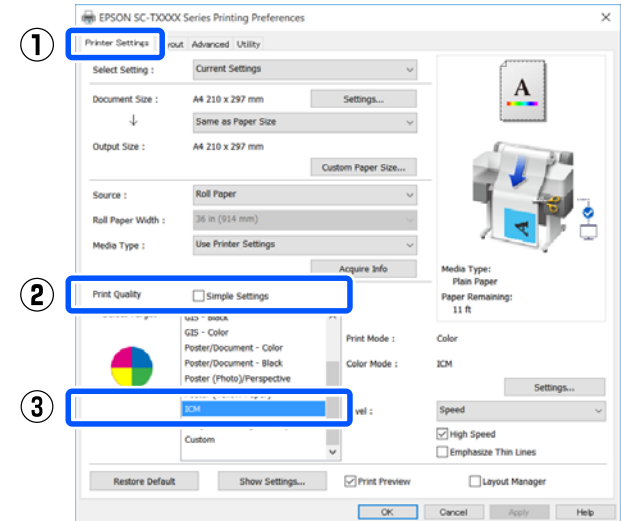 EPSON SC-TXXXX Series Printing Preferences
1
Printer Settings yout Advanced Utility
Select Setting : Current Settings
Document Size : A4 210 x 297 mm Settings...
Same as Paper Size
Output Size : A4 210 x 297 mm
Custom Paper Size...
Source : Roll Paper
Roll Paper Width : 36 in (914 mm)
Media Type : Use Printer Settings
Acquire Info
A
Media Type:
Plain Paper
Paper Remaining:
11 ft
2
Print Quality Simple Settings
GIS - Black
GIS - Color
Poster/Document - Color
Poster/Document - Black
Poster (Photo)/Perspective
3
ICM
Custom
Print Mode : Color
Color Mode : ICM
Settings...
vel : Speed
High Speed
Emphasize Thin Lines
Restore Default Show Settings... Print Preview Layout Manager
OK Cancel Apply Help